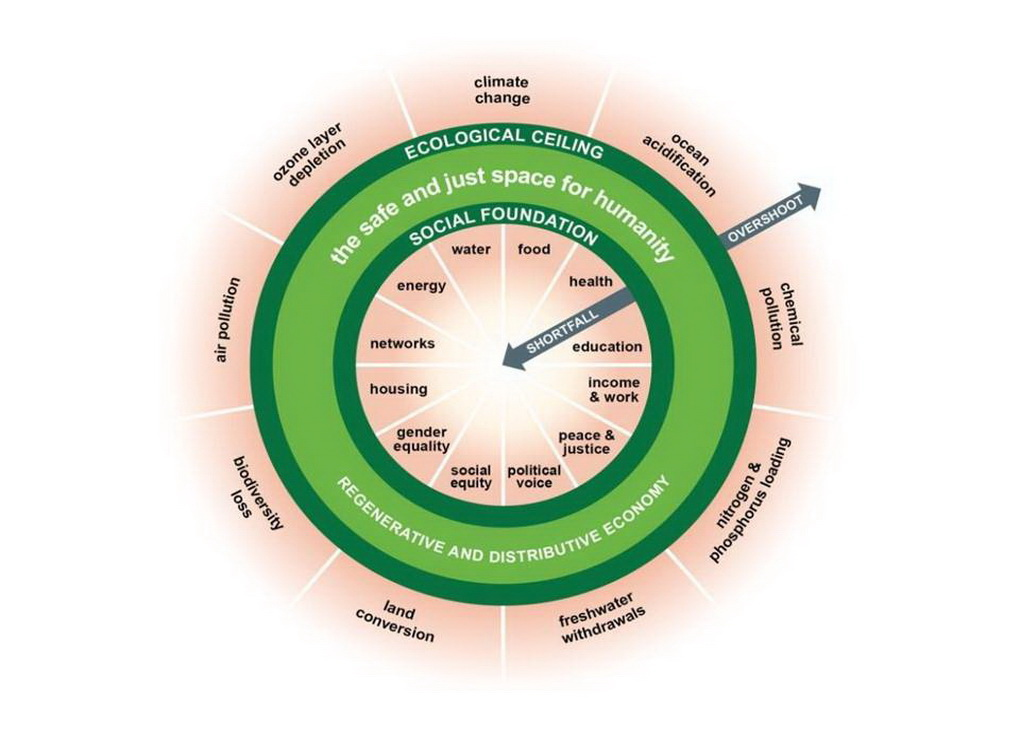 climate
change
ozone layer
depletion
ocean
acidification
ECOLOGICAL CEILING
the safe and just space for humanity
OVERSHOOT
SOCIAL FOUNDATION
water
food
energy
health
air pollution
chemical
pollution
SHORTFALL
networks
education
housing
income
& work
gender
equality
peace &
justice
social
equity
political
voice
biodiversity
loss
nitrogen &
phosphorus loading
REGENERATIVE AND DISTRIBUTIVE ECONOMY
land
conversion
freshwater
withdrawals